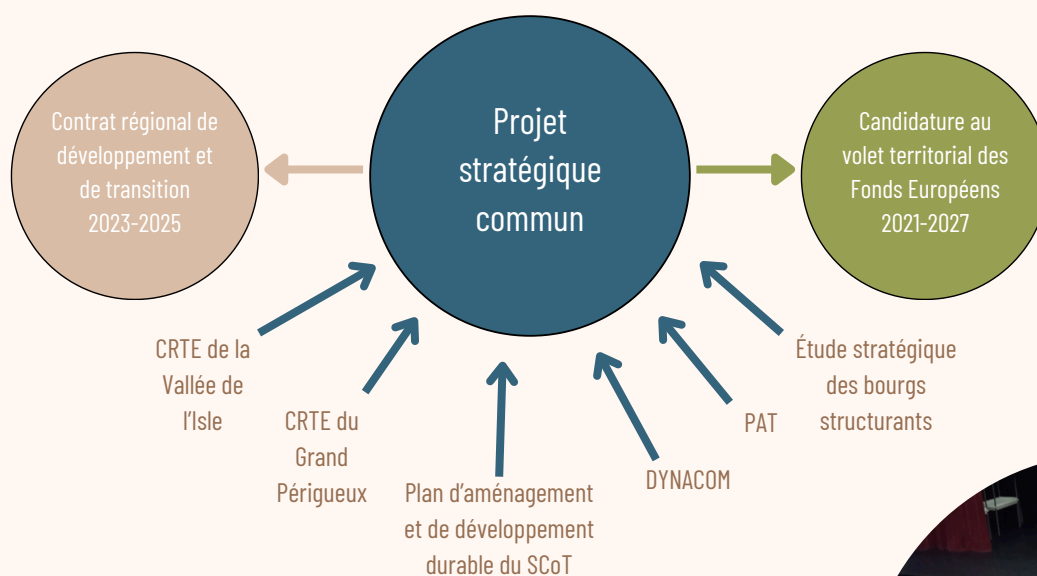 Contrat régional de
développement et
de transition
2023-2025
Projet
stratégique
commun
Candidature au
volet territorial des
Fonds Européens
2021-2027
CRTE de la
Vallée de
l'Isle
CRTE du
Grand
Périgueux
Plan d'aménagement
et de développement
durable du SCoT
DYNACOM
PAT
Étude stratégique
des bourgs
structurants